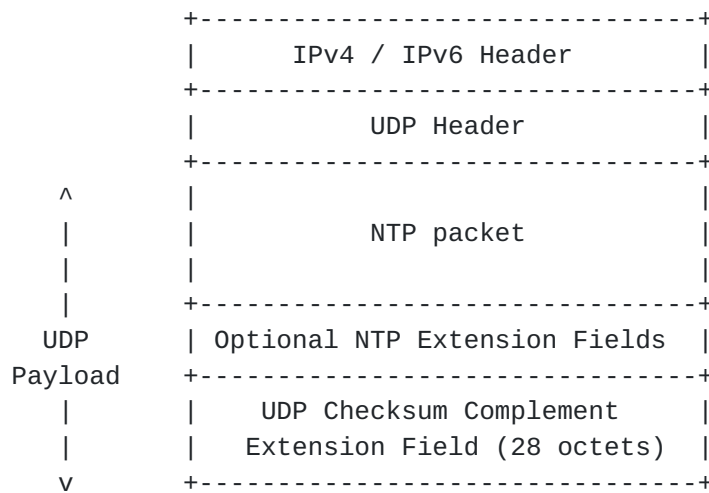 IPv4 / IPv6 Header
UDP Header
NTP packet
UDP Payload
Optional NTP Extension Fields
UDP Checksum Complement
Extension Field (28 octets)